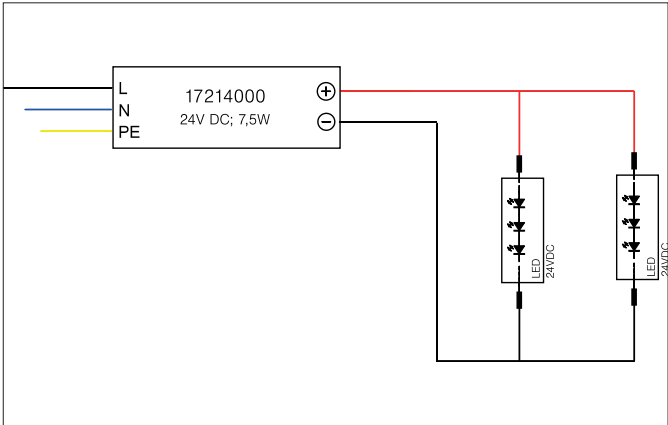 L
N
PE
17214000
24V DC; 7,5W
+
−
LED
24VDC
LED
24VDC